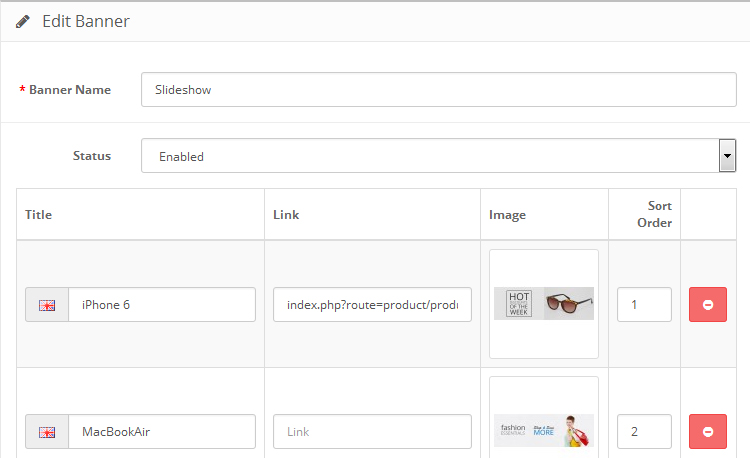 Edit Banner
* Banner Name
Slideshow
Status
Enabled
Title Link Image Sort Order
iPhone 6 index.php?route=product/prod 1
HOT
OF THE
WEEK
MacBookAir Link 2
fashion
ESSENTIALS
MORE